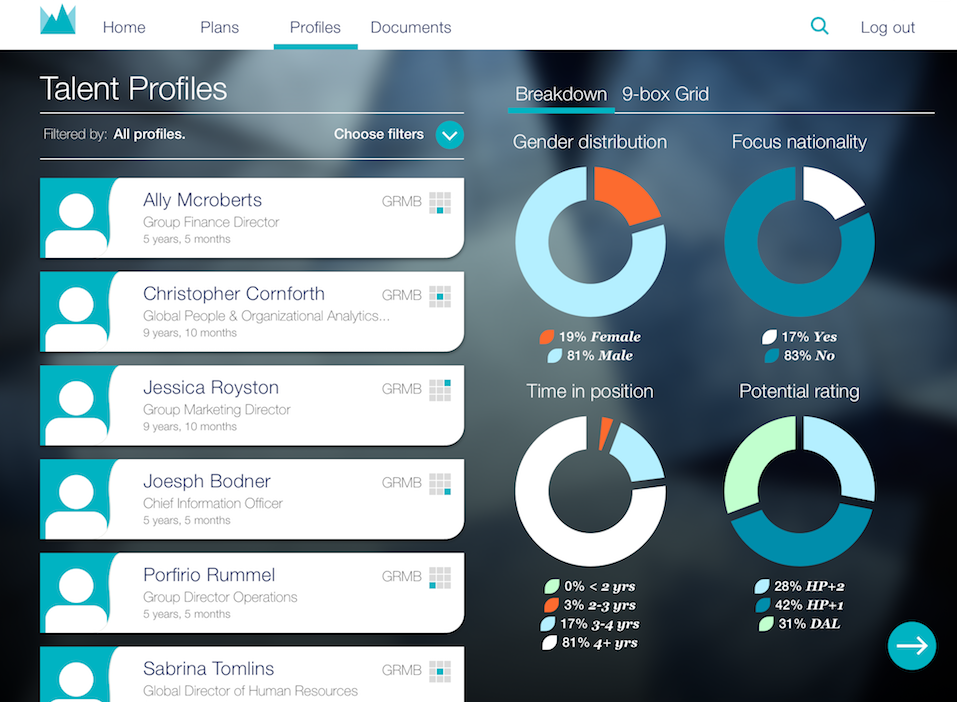 Home Plans Profiles Documents Log out
Talent Profiles
Filtered by: All profiles. Choose filters
Ally Mcroberts GRMB
Group Finance Director
5 years, 5 months
Christopher Cornforth GRMB
Global People & Organizational Analytics...
9 years, 10 months
Jessica Royston GRMB
Group Marketing Director
9 years, 10 months
Joesph Bodner GRMB
Chief Information Officer
5 years, 5 months
Porfirio Rummel GRMB
Group Director Operations
5 years, 5 months
Sabrina Tomlins GRMB
Global Director of Human Resources
Breakdown 9-box Grid
Gender distribution
19% Female
81% Male
Focus nationality
17% Yes
83% No
Time in position
0% < 2 yrs
3% 2-3 yrs
17% 3-4 yrs
81% 4+ yrs
Potential rating
28% HP+2
42% HP+1
31% DAL